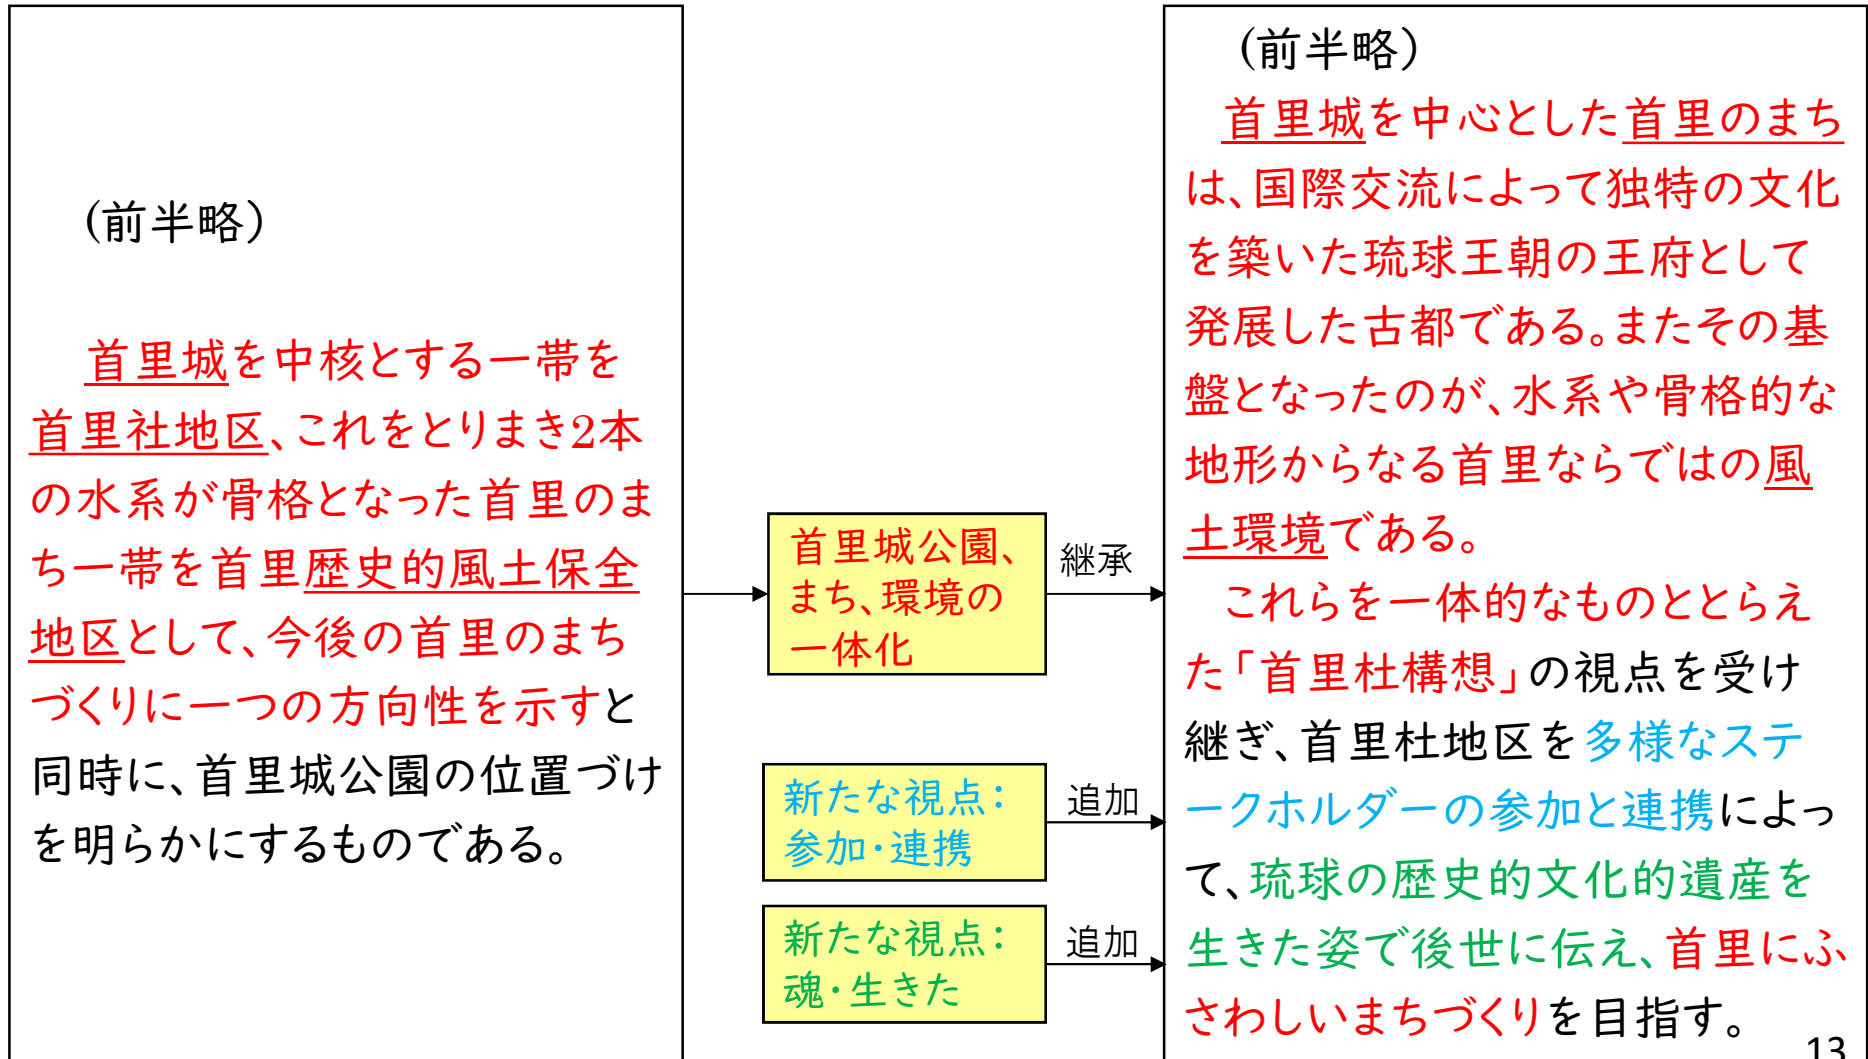 (前半略)
首里城を中核とする一帯を
首里社地区、これをとりまき2本
の水系が骨格となった首里のま
ち一帯を首里歴史的風土保全
地区として、今後の首里のまち
づくりに一つの方向性を示すと
同時に、首里城公園の位置づけ
を明らかにするものである。
首里城公園、
まち、環境の
一体化
継承
新たな視点：
参加・連携
追加
新たな視点：
魂・生きた
追加
(前半略)
首里城を中心とした首里のまち
は、国際交流によって独特の文化
を築いた琉球王朝の王府として
発展した古都である。またその基
盤となったのが、水系や骨格的な
地形からなる首里ならではの風
土環境である。
これらを一体的なものととらえ
た「首里杜構想」の視点を受け
継ぎ、首里杜地区を多様なステ
ークホルダーの参加と連携によっ
て、琉球の歴史的文化的遺産を
生きた姿で後世に伝え、首里にふ
さわしいまちづくりを目指す。
13